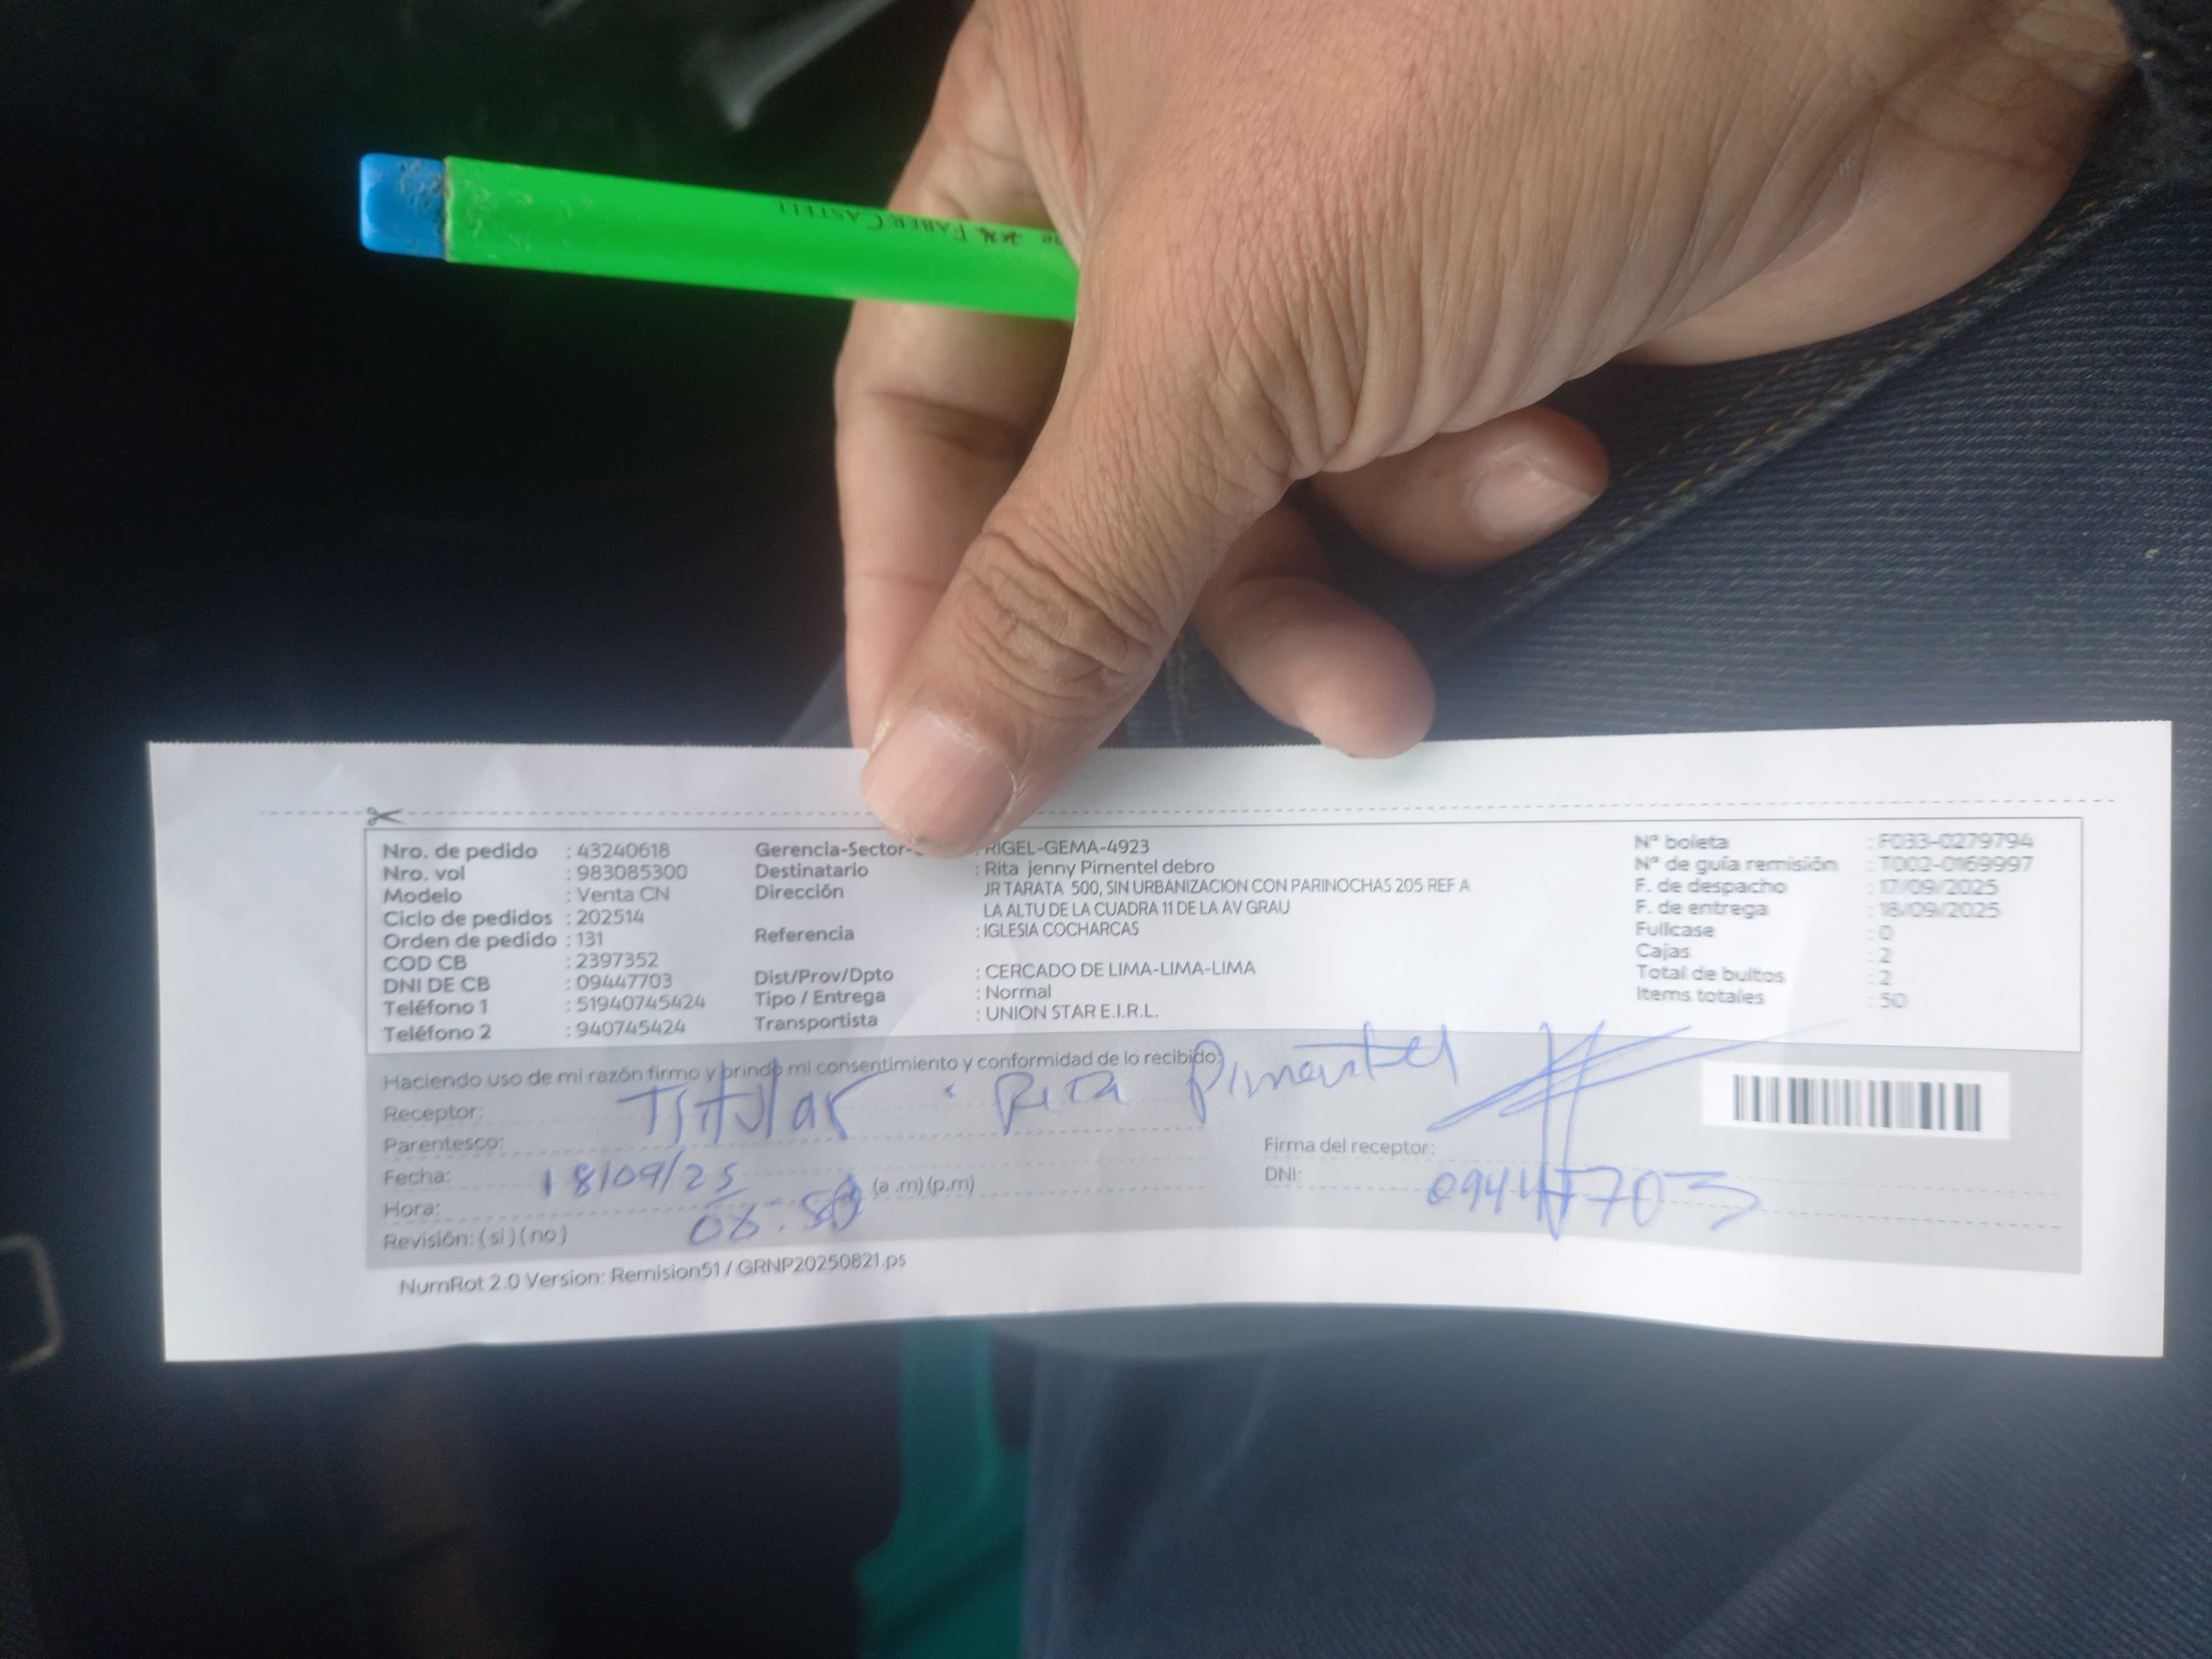 FABER CASTELL
Nro. de pedido : 43240618
Nro. vol : 983085300
Modelo : Venta CN
Ciclo de pedidos : 202514
Orden de pedido : 131
COD CB : 2397352
DNI DE CB : 09447703
Teléfono 1 : 51940745424
Teléfono 2 : 940745424
Gerencia-Sector- : RIGEL-GEMA-4923
Destinatario : Rita jenny Pimentel debro
Dirección JR TARATA 500, SIN URBANIZACION CON PARINOCHAS 205 REF A
LA ALTU DE LA CUADRA 11 DE LA AV GRAU
Referencia : IGLESIA COCHARCAS
Dist/Prov/Dpto : CERCADO DE LIMA-LIMA-LIMA
Tipo / Entrega : Normal
Transportista : UNION STAR E.I.R.L.
N° boleta : F033-0279794
N° de guía remisión : T002-0169997
F. de despacho : 17/09/2025
F. de entrega : 18/09/2025
Fullcase : 0
Cajas : 2
Total de bultos : 2
Items totales : 50
Haciendo uso de mi razón firmo y brindo mi consentimiento y conformidad de lo recibido:
Receptor: Titular . Rita Pimentel
Parentesco:
Fecha: 18/09/25
Hora: (a .m) (p.m)
Revisión: ( si ) ( no )
Firma del receptor:
DNI: 09447703
NumRot 2.0 Version: Remision51 / GRNP20250821.ps